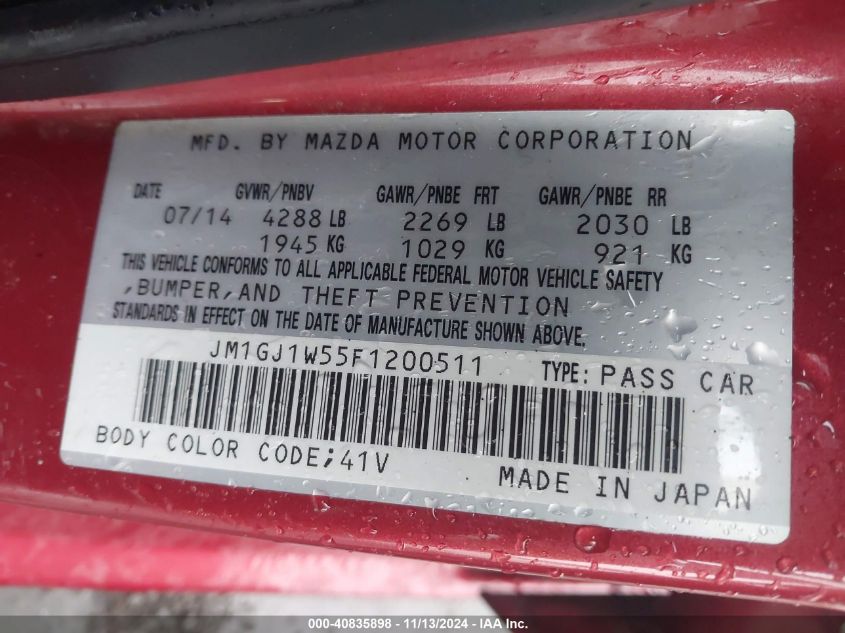 MFD. BY MAZDA MOTOR CORPORATION
DATE GVWR/PNBV GAWR/PNBE FRT GAWR/PNBE RR
07/14 4288 LB 2269 LB 2030 LB
1945 KG 1029 KG 921 KG
THIS VEHICLE CONFORMS TO ALL APPLICABLE FEDERAL MOTOR VEHICLE SAFETY
,BUMPER,AND THEFT PREVENTION
STANDARDS IN EFFECT ON THE DATE OF MANUFACTURE SHOWN ABOVE.
JM1GJ1W55F1200511 TYPE: PASS CAR
BODY COLOR CODE;41V
MADE IN JAPAN
000-40835898 - 11/13/2024 - IAA Inc.